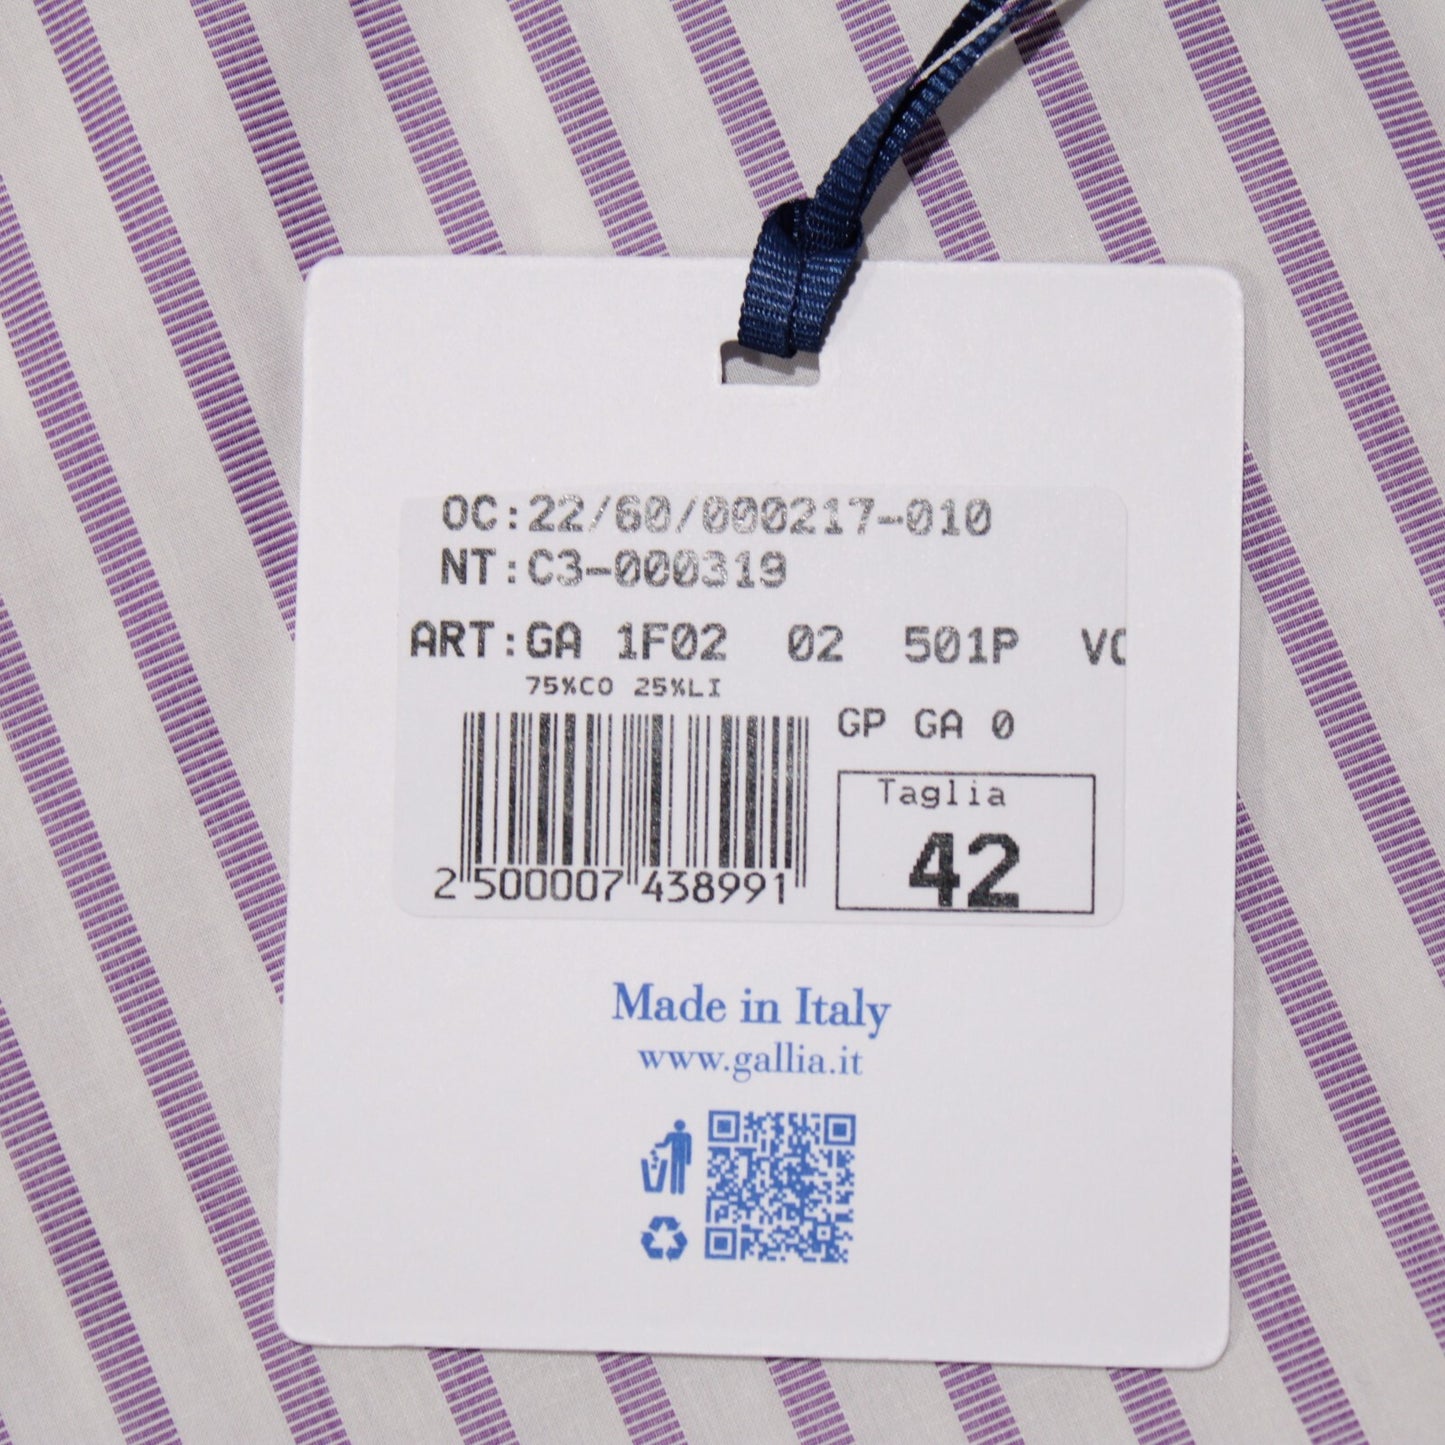 OC:22/60/000217-010
NT:C3-000319
ART:GA 1F02 02 501P VC
75%CO 25%LI
GP GA 0
Taglia
42
2 500007 438991
Made in Italy
www.gallia.it